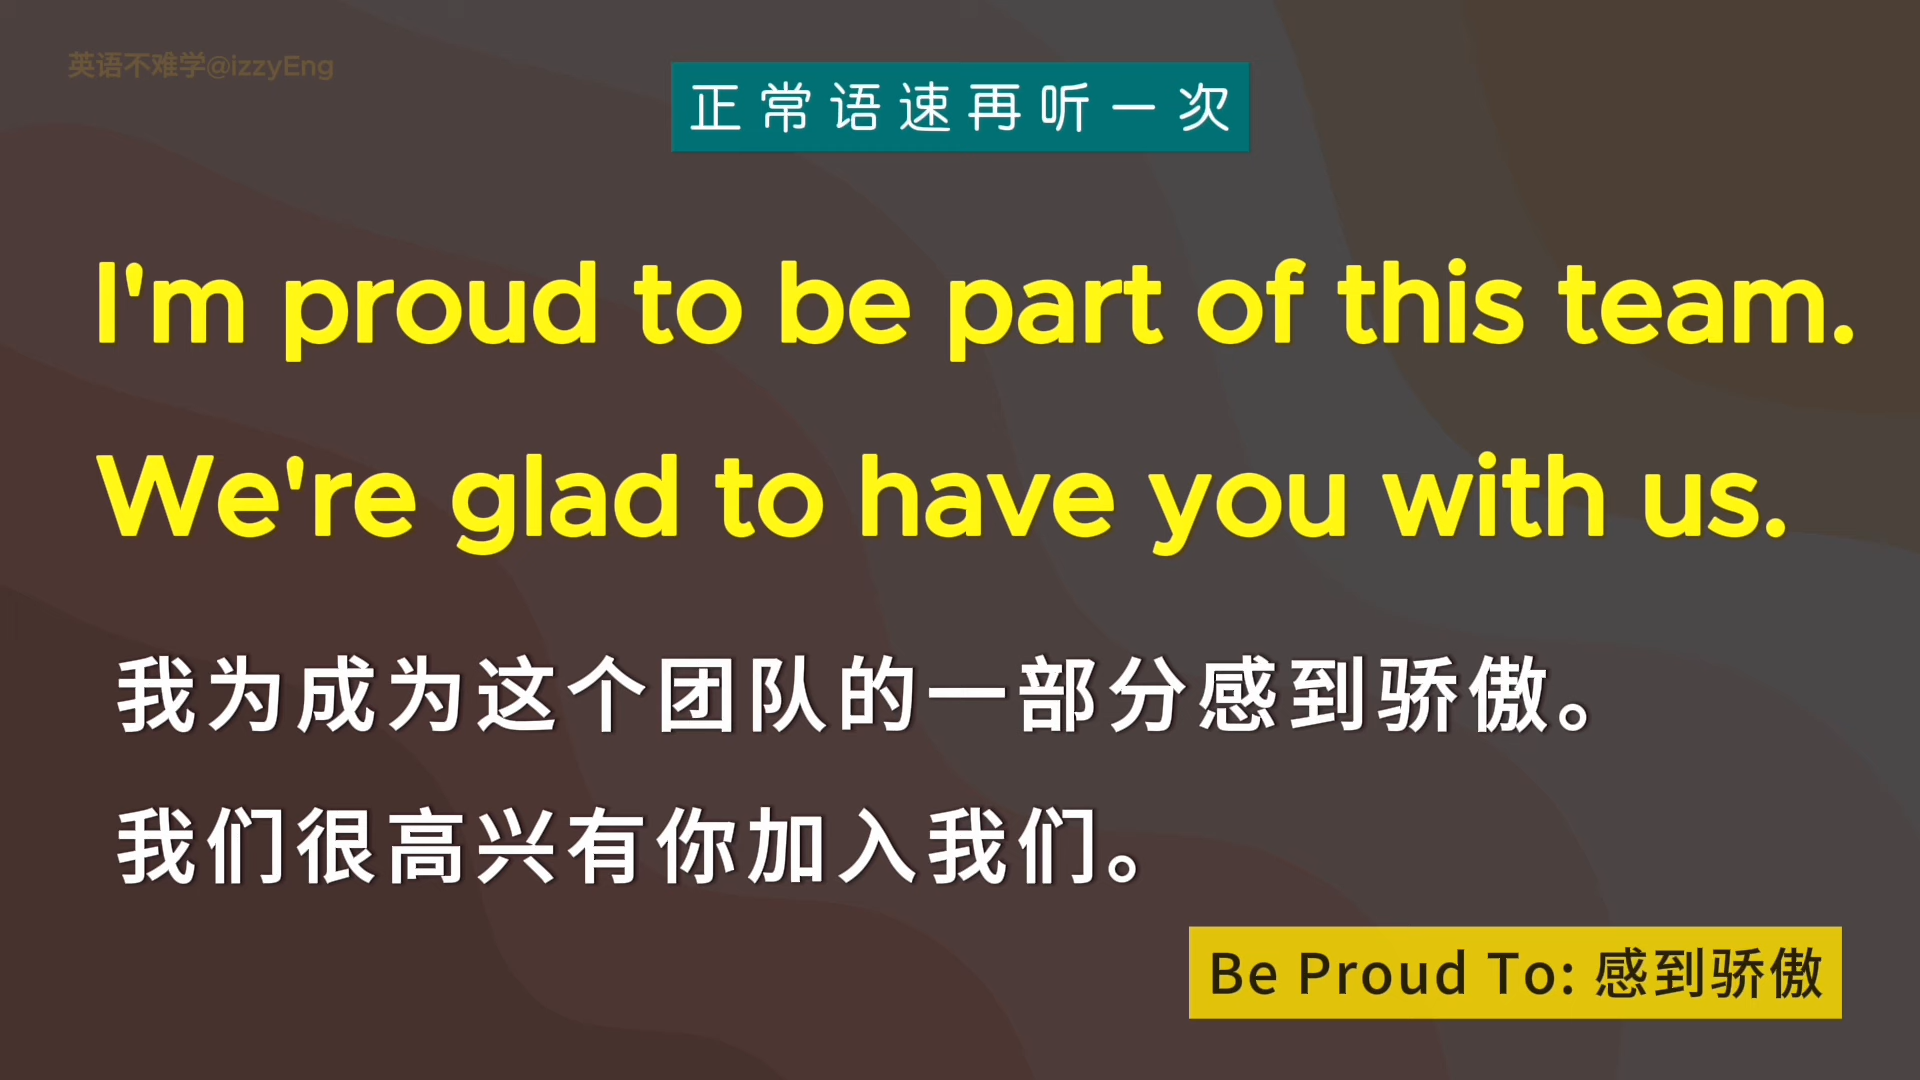 英语不难学@izzyEng
正常语速再听一次
I'm proud to be part of this team.
We're glad to have you with us.
我为成为这个团队的一部分感到骄傲。
我们很高兴有你加入我们。
Be Proud To: 感到骄傲